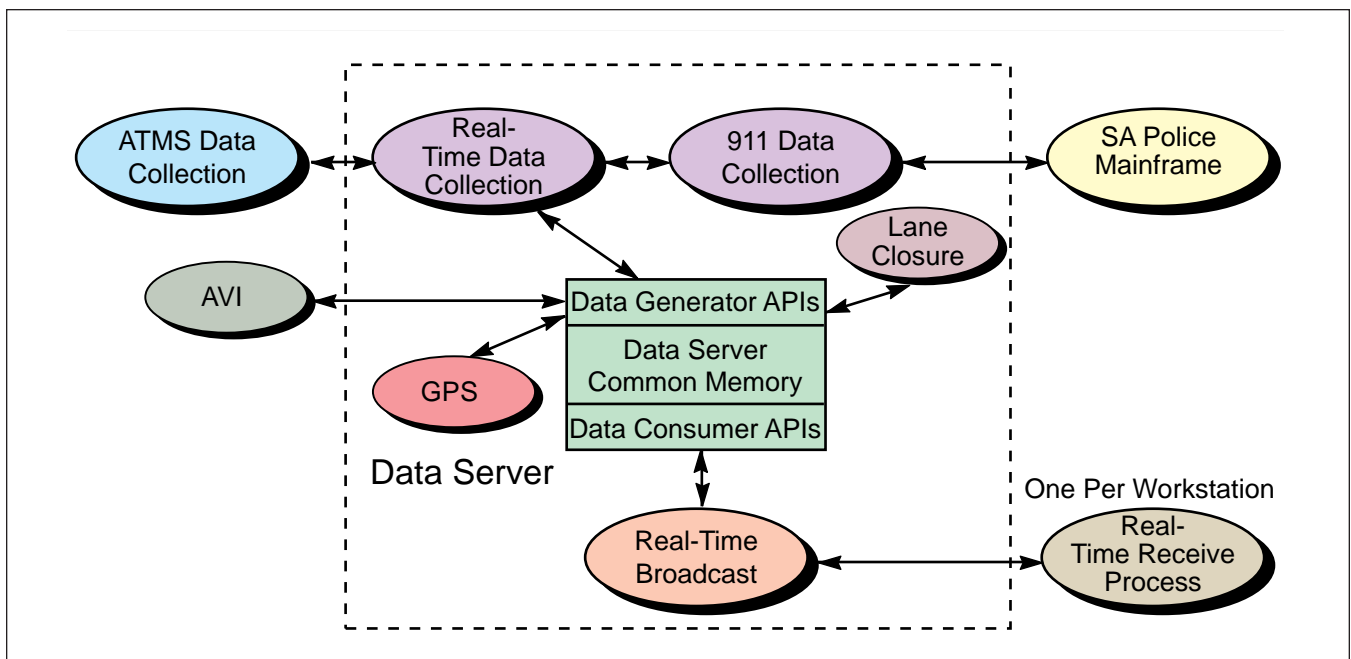 ATMS Data
Collection
Real-
Time Data
Collection
911 Data
Collection
SA Police
Mainframe
Lane
Closure
AVI
Data Generator APIs
Data Server
Common Memory
Data Consumer APIs
GPS
Data Server
One Per Workstation
Real-Time
Broadcast
Real-
Time Receive
Process